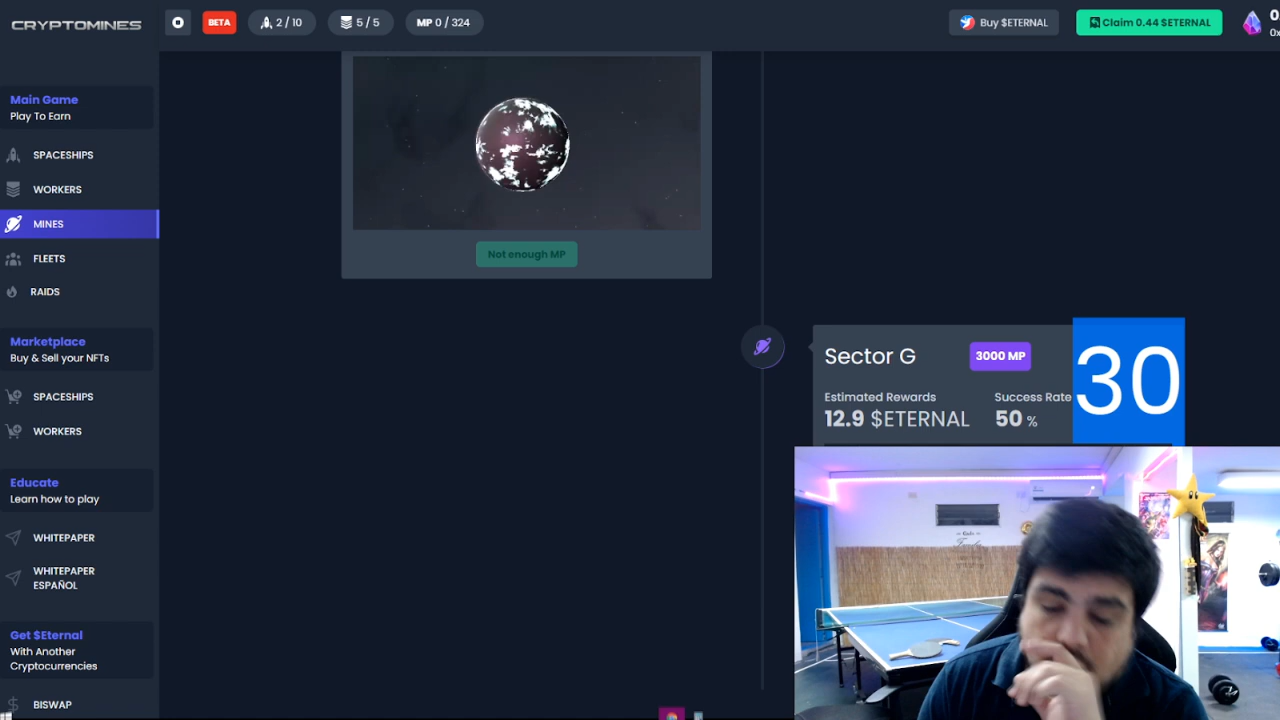 CRYPTOMINES
BETA
2 / 10
5 / 5
MP 0 / 324
Buy $ETERNAL
Claim 0.44 $ETERNAL
0
0x
Main Game
Play To Earn
SPACESHIPS
WORKERS
MINES
FLEETS
RAIDS
Marketplace
Buy & Sell your NFTs
SPACESHIPS
WORKERS
Educate
Learn how to play
WHITEPAPER
WHITEPAPER
ESPAÑOL
Get $Eternal
With Another
Cryptocurrencies
BISWAP
Not enough MP
Sector G
3000 MP
Estimated Rewards
Success Rate
12.9 $ETERNAL
50 %
30